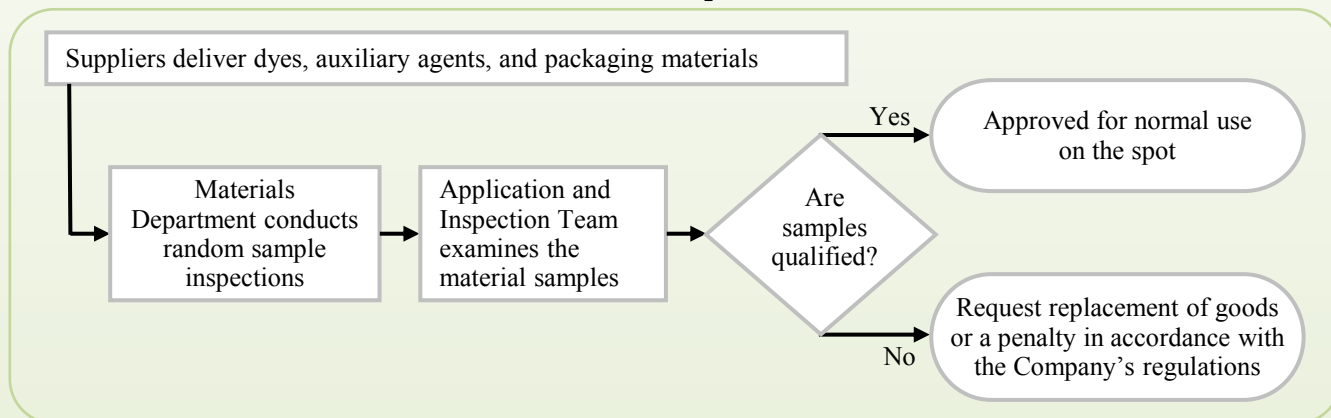 Suppliers deliver dyes, auxiliary agents, and packaging materials
Materials
Department conducts
random sample
inspections
Application and
Inspection Team
examines the
material samples
Are
samples
qualified?
Yes
Approved for normal use
on the spot
No
Request replacement of goods
or a penalty in accordance with
the Company’s regulations